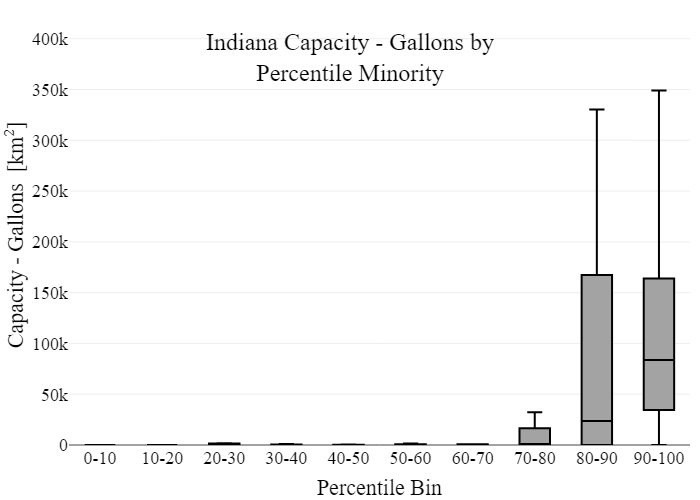 Indiana Capacity - Gallons by
Percentile Minority
Capacity - Gallons [km²]
400k
350k
300k
250k
200k
150k
100k
50k
0
0-10 10-20 20-30 30-40 40-50 50-60 60-70 70-80 80-90 90-100
Percentile Bin